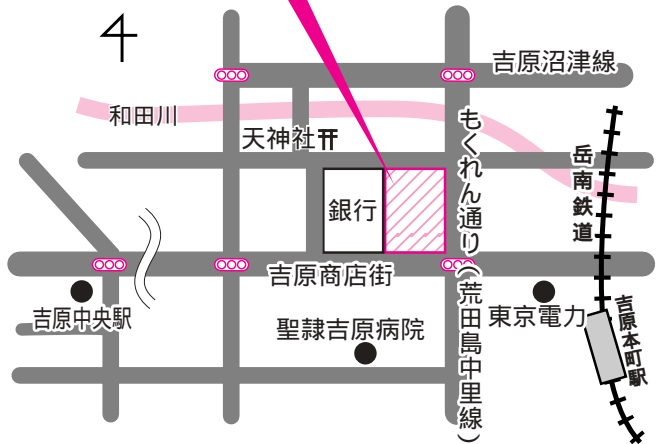 吉原沼津線
和田川
天神社
もくれん通り(荒田島中里線)
岳南鉄道
銀行
吉原商店街
吉原中央駅
聖隷吉原病院
東京電力
吉原本町駅